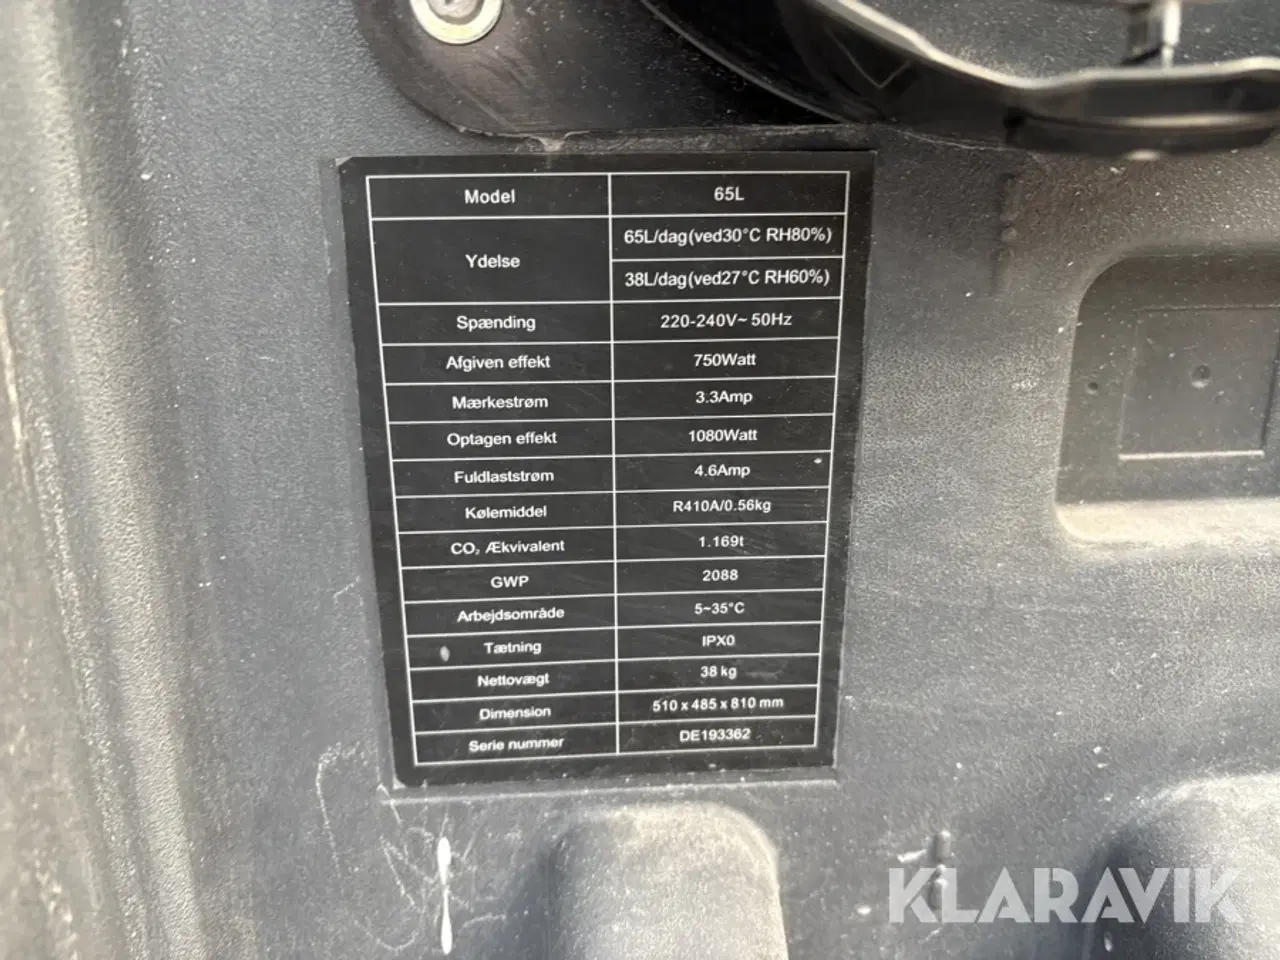 Model 65L
Ydelse 65L/dag(ved30°C RH80%)
38L/dag(ved27°C RH60%)
Spænding 220-240V~ 50Hz
Afgiven effekt 750Watt
Mærkestrøm 3.3Amp
Optagen effekt 1080Watt
Fuldlaststrøm 4.6Amp
Kølemiddel R410A/0.56kg
CO₂ Ækvivalent 1.169t
GWP 2088
Arbejdsområde 5~35°C
Tætning IPX0
Nettovægt 38 kg
Dimension 510 x 485 x 810 mm
Serie nummer DE193362
KLARAVIK